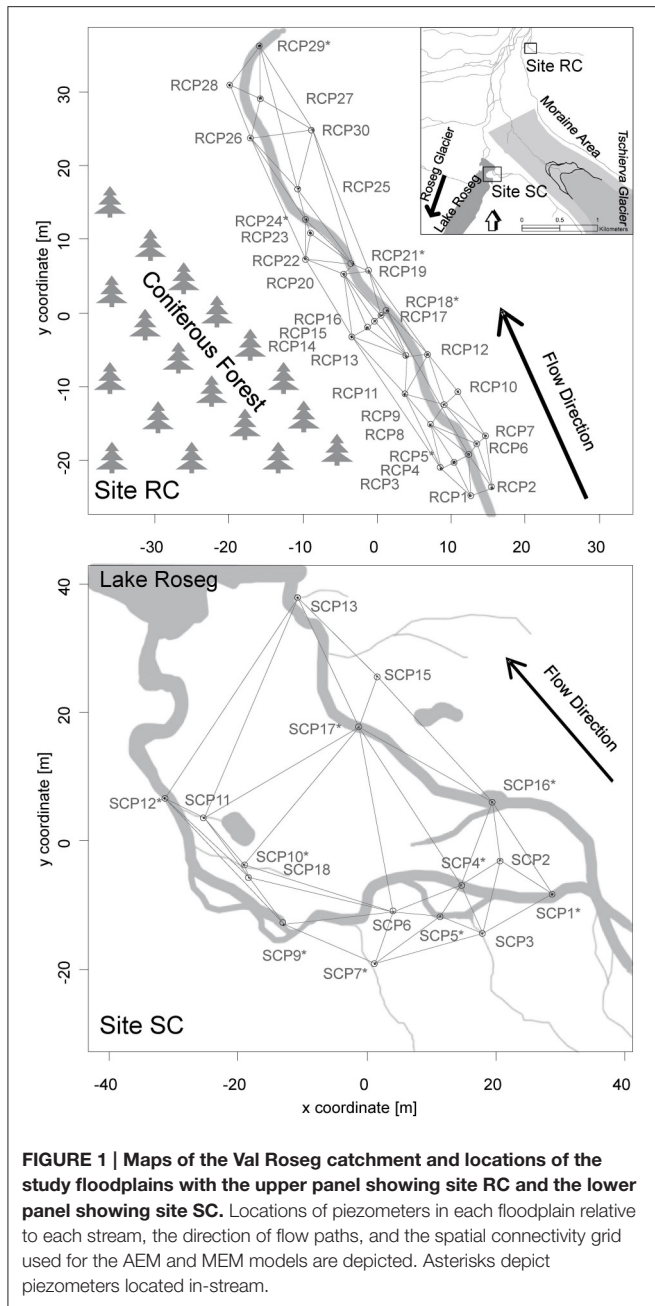 RCP29*
RCP28
RCP27
RCP26
RCP30
RCP25
RCP24*
RCP23
RCP22
RCP21*
RCP19
RCP20
RCP18*
RCP17
RCP16
RCP15
RCP14
RCP13
RCP12
RCP11
RCP10
RCP9
RCP8
RCP7
RCP6
RCP5*
RCP4
RCP3
RCP2
RCP1
Coniferous Forest
Flow Direction
Site RC
y coordinate [m]
30
20
10
0
-10
-20
-30
-20
-10
0
10
20
30
Site RC
Moraine Area
Tschierva Glacier
Roseg Glacier
Lake Roseg
Site SC
0
0.5
1
Kilometers
Lake Roseg
SCP13
SCP15
SCP17*
SCP16*
SCP12*
SCP11
SCP10*
SCP18
SCP4*
SCP2
SCP1*
SCP6
SCP5*
SCP3
SCP9*
SCP7*
Flow Direction
Site SC
y coordinate [m]
40
20
0
-20
-40
-20
0
20
40
x coordinate [m]
FIGURE 1 | Maps of the Val Roseg catchment and locations of the
study floodplains with the upper panel showing site RC and the lower
panel showing site SC. Locations of piezometers in each floodplain relative
to each stream, the direction of flow paths, and the spatial connectivity grid
used for the AEM and MEM models are depicted. Asterisks depict
piezometers located in-stream.